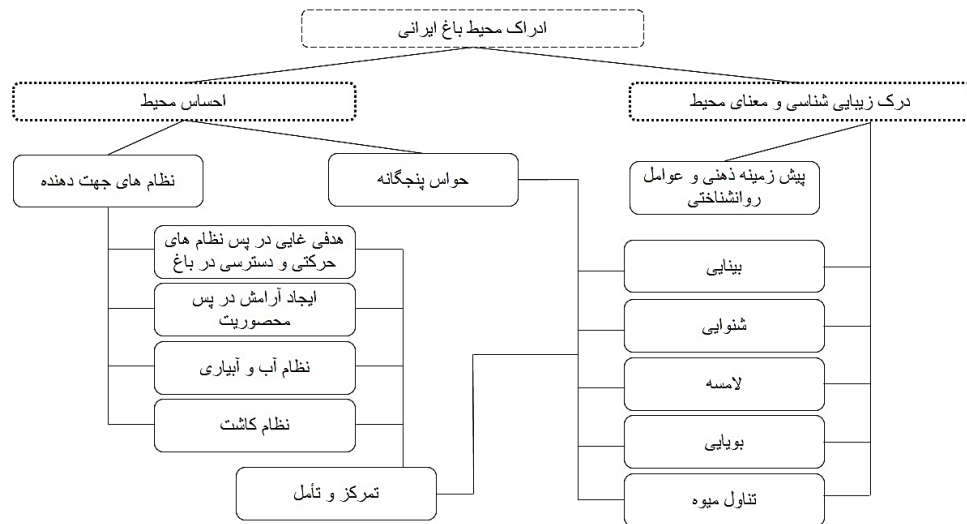 ادراک محیط باغ ایرانی
درک زیبایی شناسی و معنای محیط
احساس محیط
پیش زمینه ذهنی و عوامل
روانشناختی
حواس پنجگانه
نظام های جهت دهنده
هدفی غایی در پس نظام های
حرکتی و دسترسی در باغ
ایجاد آرامش در پس
محصوریت
نظام آب و آبیاری
نظام کاشت
تمرکز و تأمل
بینایی
شنوایی
لامسه
بویایی
تناول میوه